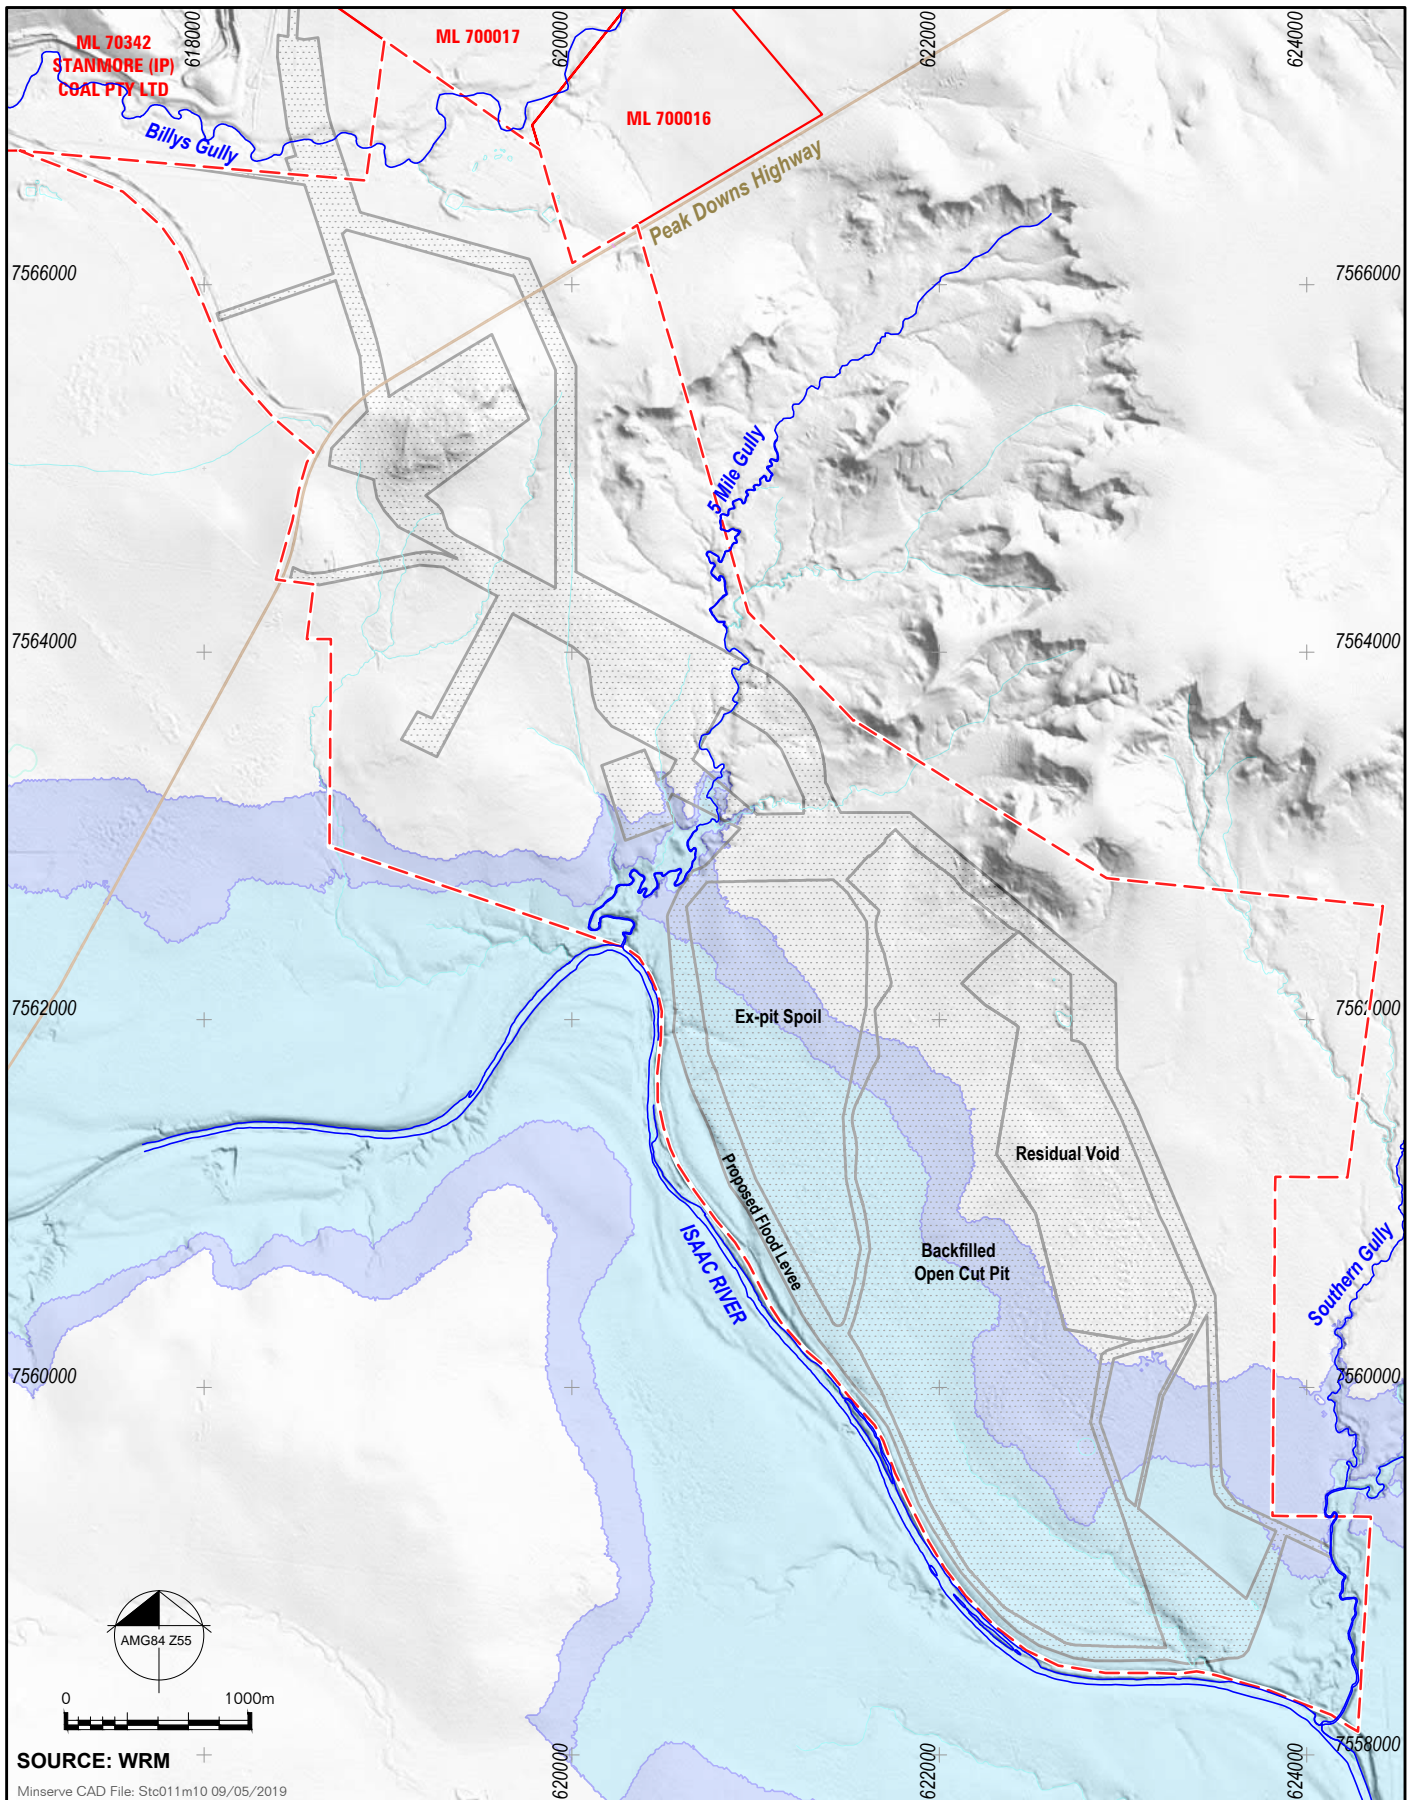 618000
620000
622000
624000
ML 70342
STANMORE (IP)
COAL PTY LTD
ML 700017
ML 700016
Billys Gully
Peak Downs Highway
7566000
7566000
5 Mile Gully
7564000
7564000
7562000
7562000
Ex-pit Spoil
Residual Void
Proposed Flood Levee
ISAAC RIVER
Backfilled
Open Cut Pit
Southern Gully
7560000
7560000
AMG84 Z55
0
1000m
SOURCE: WRM
7558000
620000
622000
624000
Minserve CAD File: Stc011m10 09/05/2019